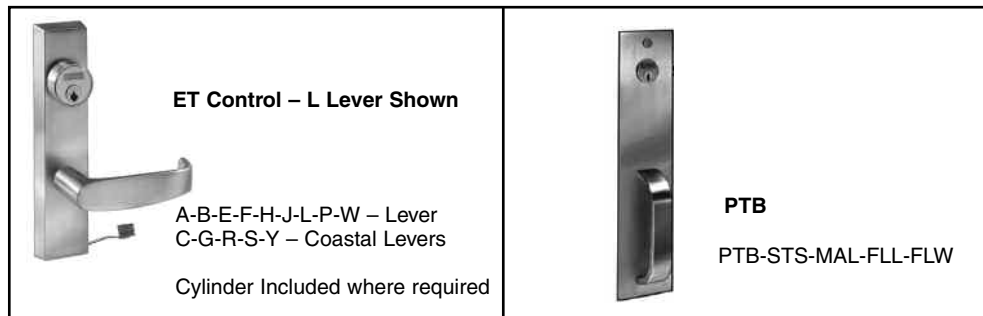 ET Control – L Lever Shown
A-B-E-F-H-J-L-P-W – Lever
C-G-R-S-Y – Coastal Levers
Cylinder Included where required
PTB
PTB-STS-MAL-FLL-FLW